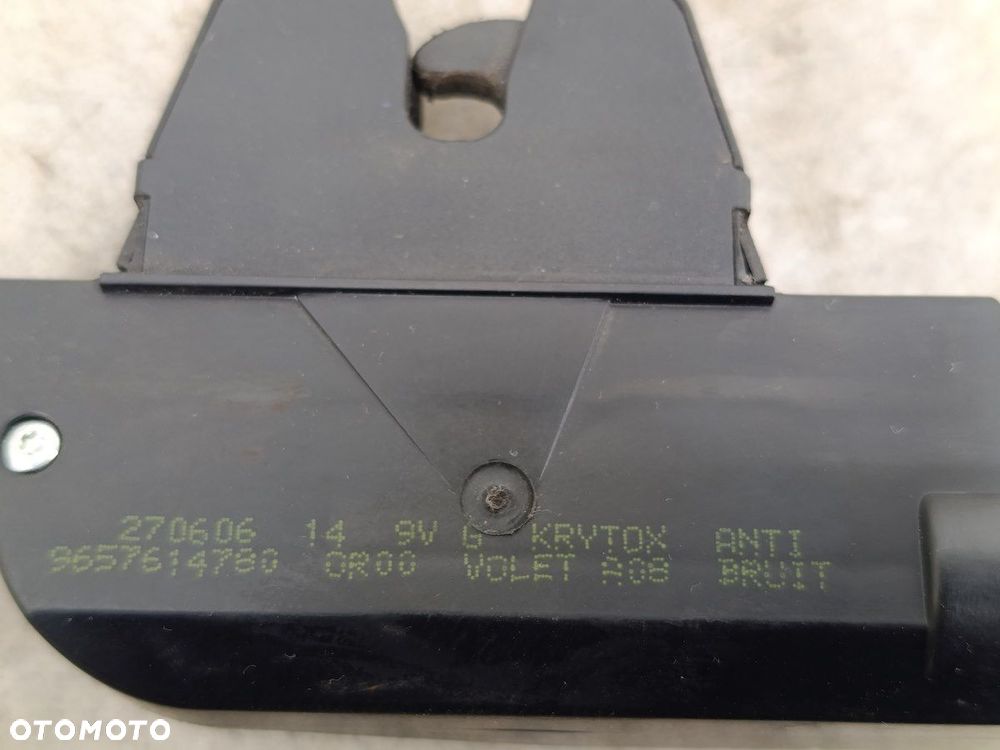 270606 14 9V G KRYTOX ANTI
9657614780 OR00 VOLET A08 BRUIT
OTOMOTO